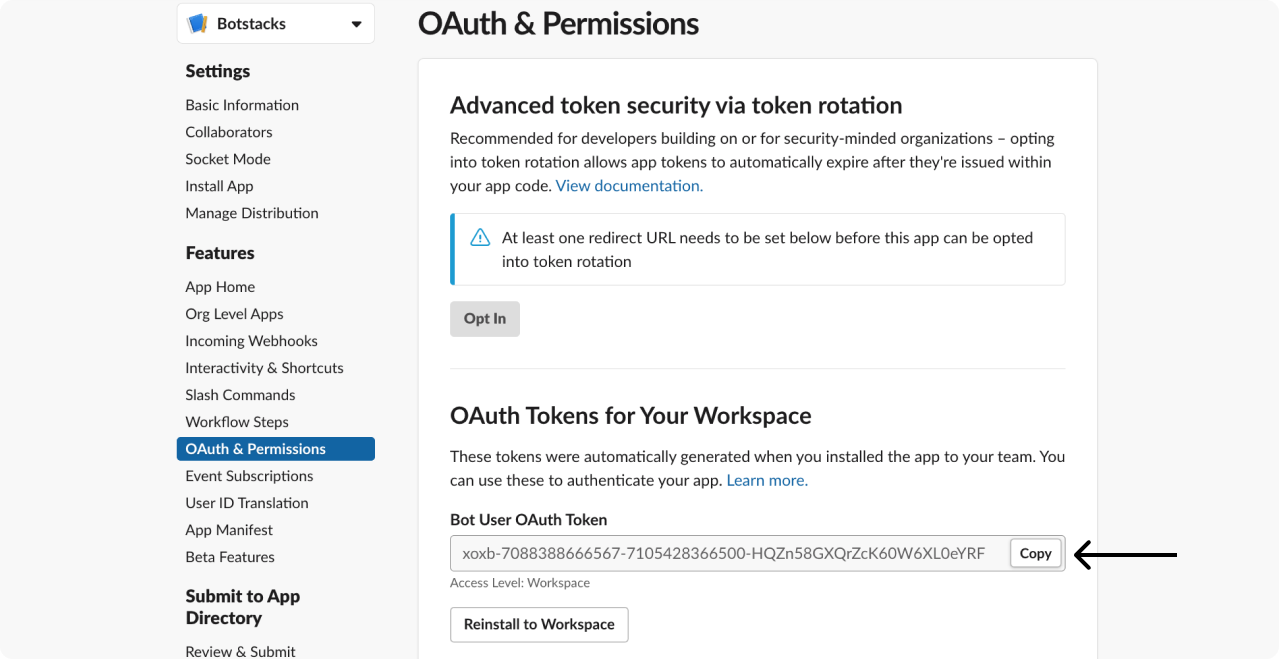 Botstacks
OAuth & Permissions
Settings
Basic Information
Collaborators
Socket Mode
Install App
Manage Distribution
Features
App Home
Org Level Apps
Incoming Webhooks
Interactivity & Shortcuts
Slash Commands
Workflow Steps
OAuth & Permissions
Event Subscriptions
User ID Translation
App Manifest
Beta Features
Submit to App
Directory
Review & Submit
Advanced token security via token rotation
Recommended for developers building on or for security-minded organizations – opting
into token rotation allows app tokens to automatically expire after they're issued within
your app code. View documentation.
At least one redirect URL needs to be set below before this app can be opted
into token rotation
Opt In
OAuth Tokens for Your Workspace
These tokens were automatically generated when you installed the app to your team. You
can use these to authenticate your app. Learn more.
Bot User OAuth Token
xoxb-7088388666567-7105428366500-HQZn58GXQrZcK60W6XL0eYRF
Copy
Access Level: Workspace
Reinstall to Workspace